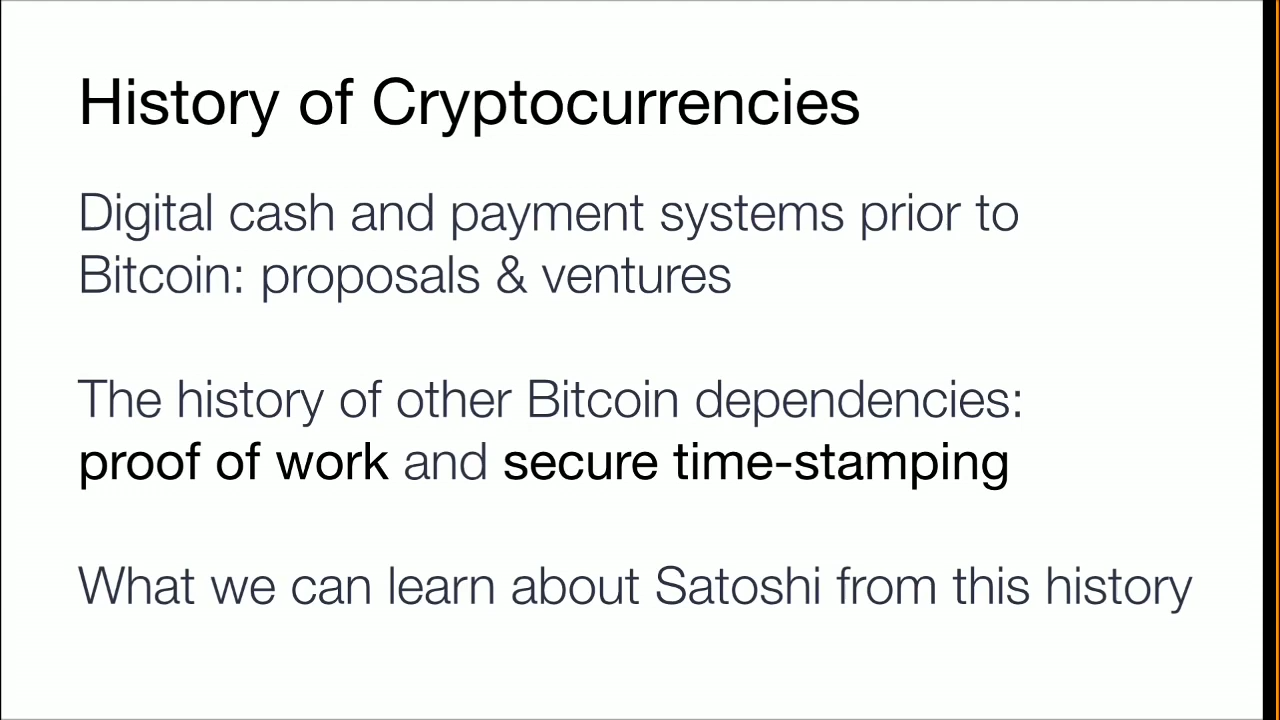 History of Cryptocurrencies
Digital cash and payment systems prior to
Bitcoin: proposals & ventures
The history of other Bitcoin dependencies:
proof of work and secure time-stamping
What we can learn about Satoshi from this history